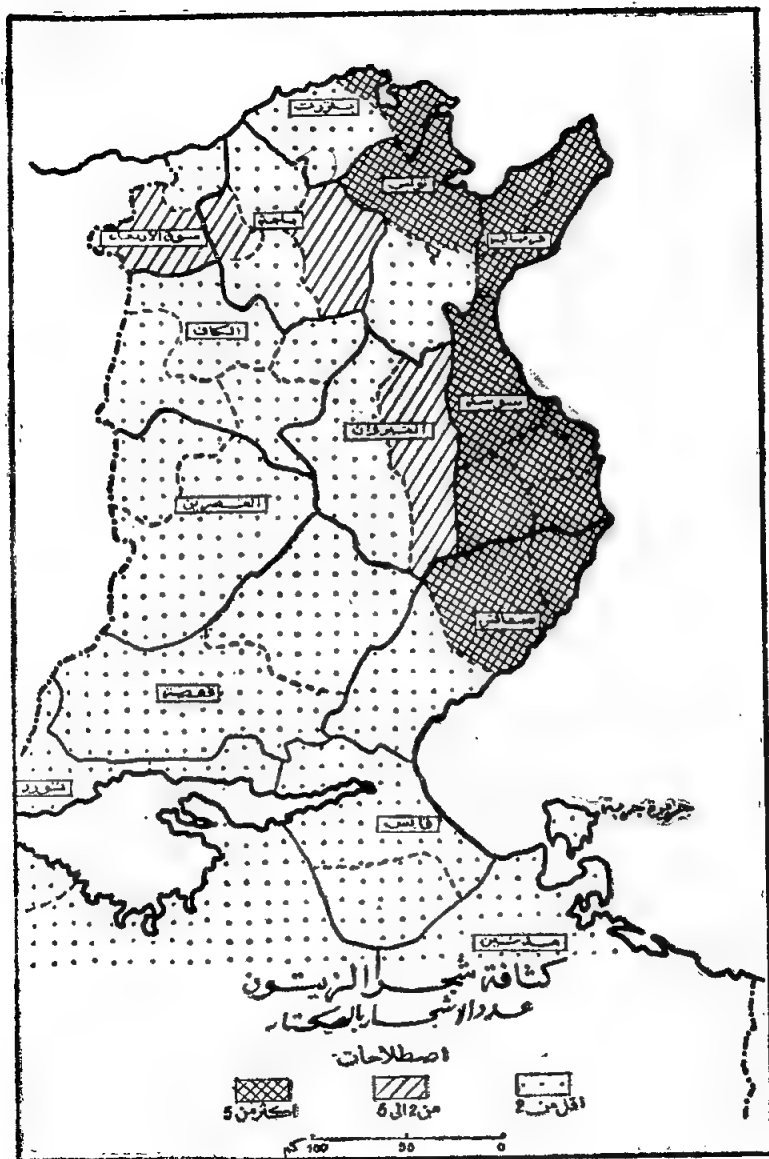 بنزرت
تونس
باجة
سوق الاربعاء
الكاف
سوسة
القيروان
القصرين
صفاقس
قفصة
توزر
جزيرة جربة
قابس
مدنين
كثافة شجر الزيتون
عدد الاشجار بالهكتار
اصطلاحات
اكثر من 5
من 2 الى 5
اقل من 2
100 كم
50
0